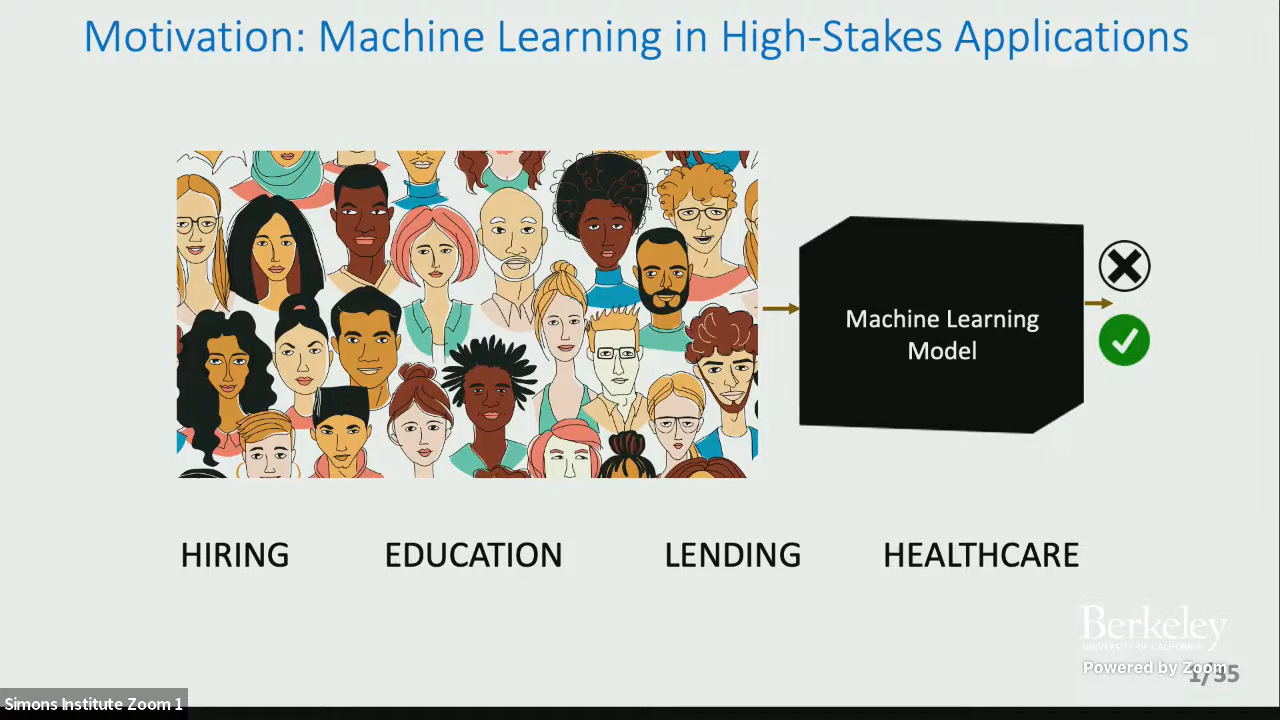 Motivation: Machine Learning in High-Stakes Applications
Machine Learning
Model
HIRING EDUCATION LENDING HEALTHCARE
Berkeley
UNIVERSITY OF CALIFORNIA
Powered by Zoom
1/35
Simons Institute Zoom 1